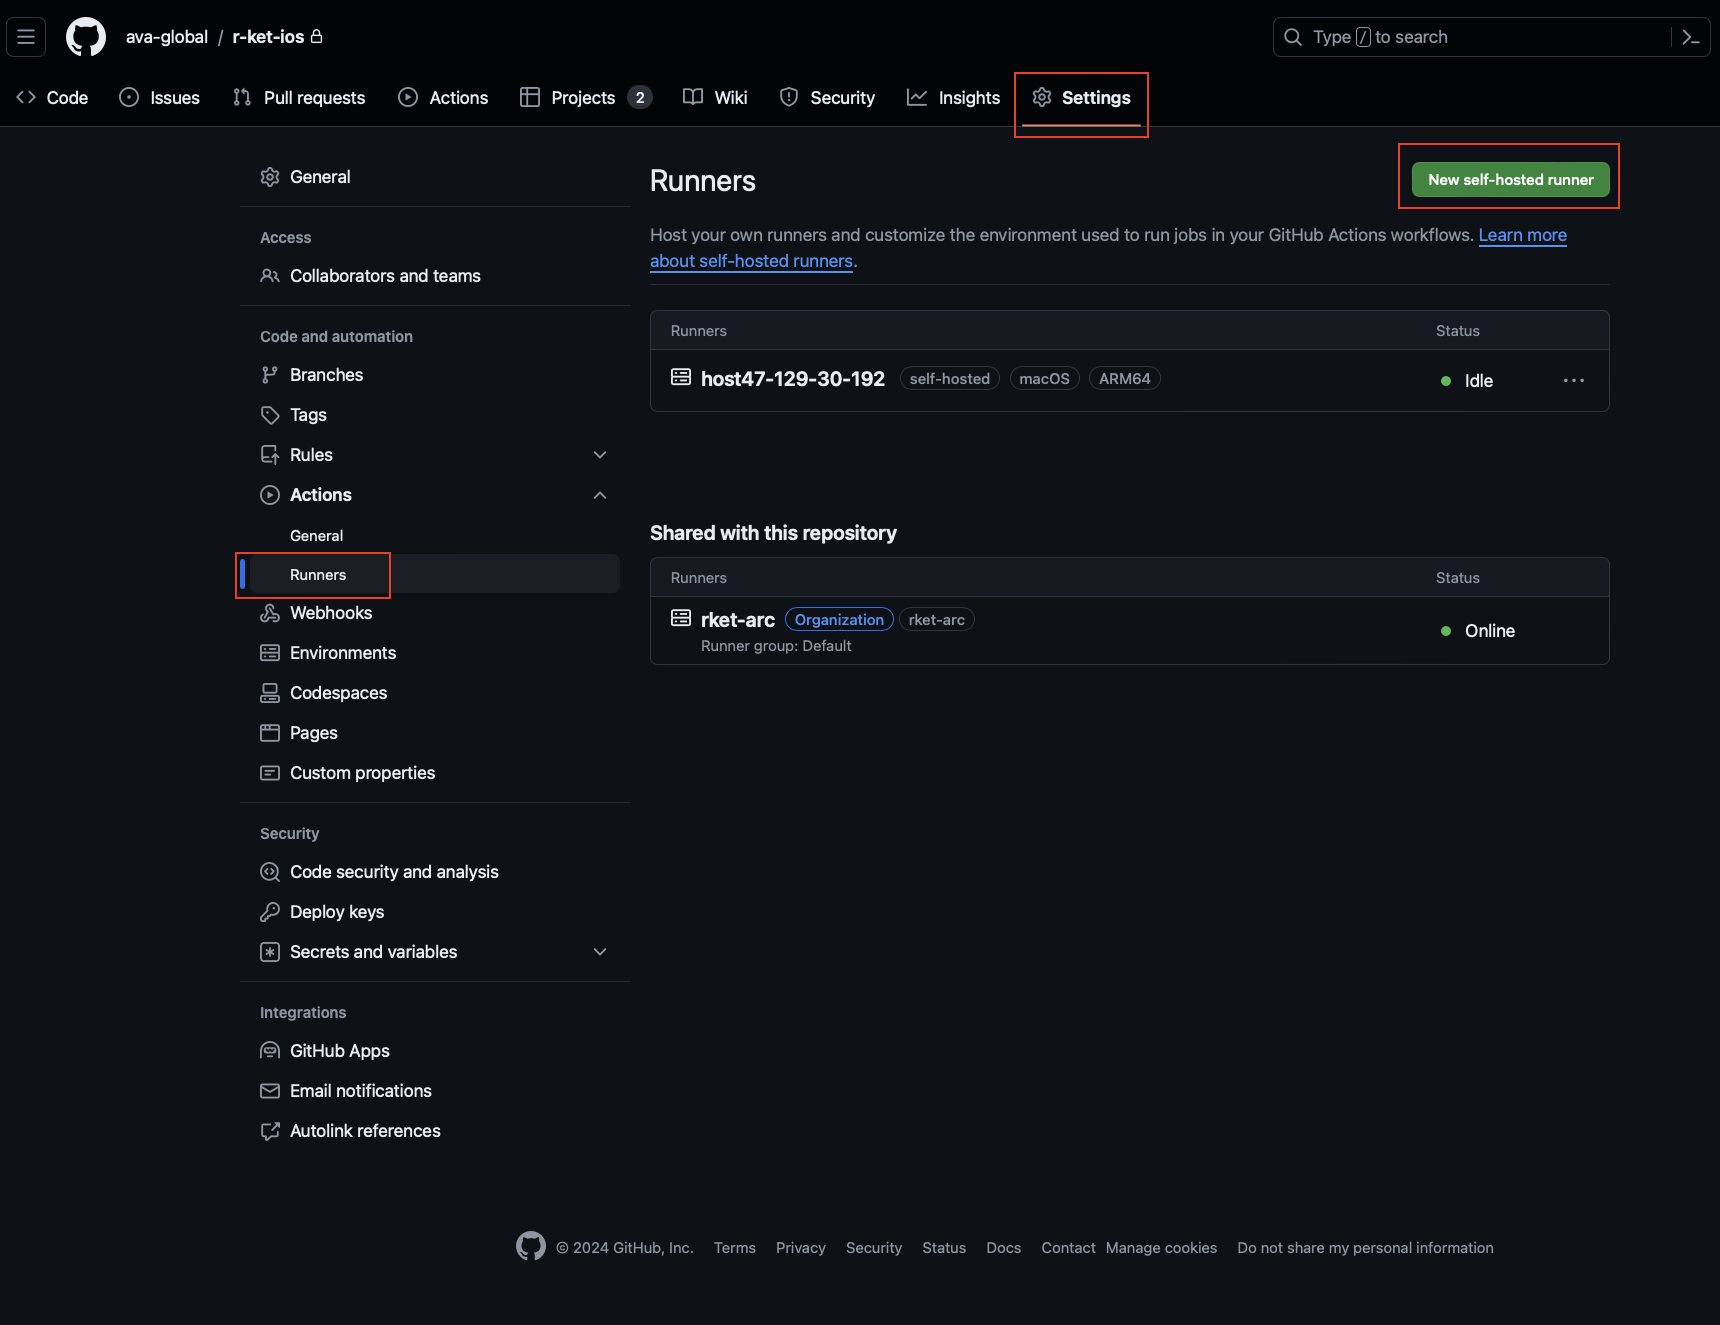 ava-global / r-ket-ios
Type / to search
Code Issues Pull requests Actions Projects 2 Wiki Security Insights Settings
General
Access
Collaborators and teams
Code and automation
Branches
Tags
Rules
Actions
General
Runners
Webhooks
Environments
Codespaces
Pages
Custom properties
Security
Code security and analysis
Deploy keys
Secrets and variables
Integrations
GitHub Apps
Email notifications
Autolink references
Runners
New self-hosted runner
Host your own runners and customize the environment used to run jobs in your GitHub Actions workflows. Learn more
about self-hosted runners.
Runners Status
host47-129-30-192 self-hosted macOS ARM64 Idle
Shared with this repository
Runners Status
rket-arc Organization rket-arc Online
Runner group: Default
© 2024 GitHub, Inc. Terms Privacy Security Status Docs Contact Manage cookies Do not share my personal information